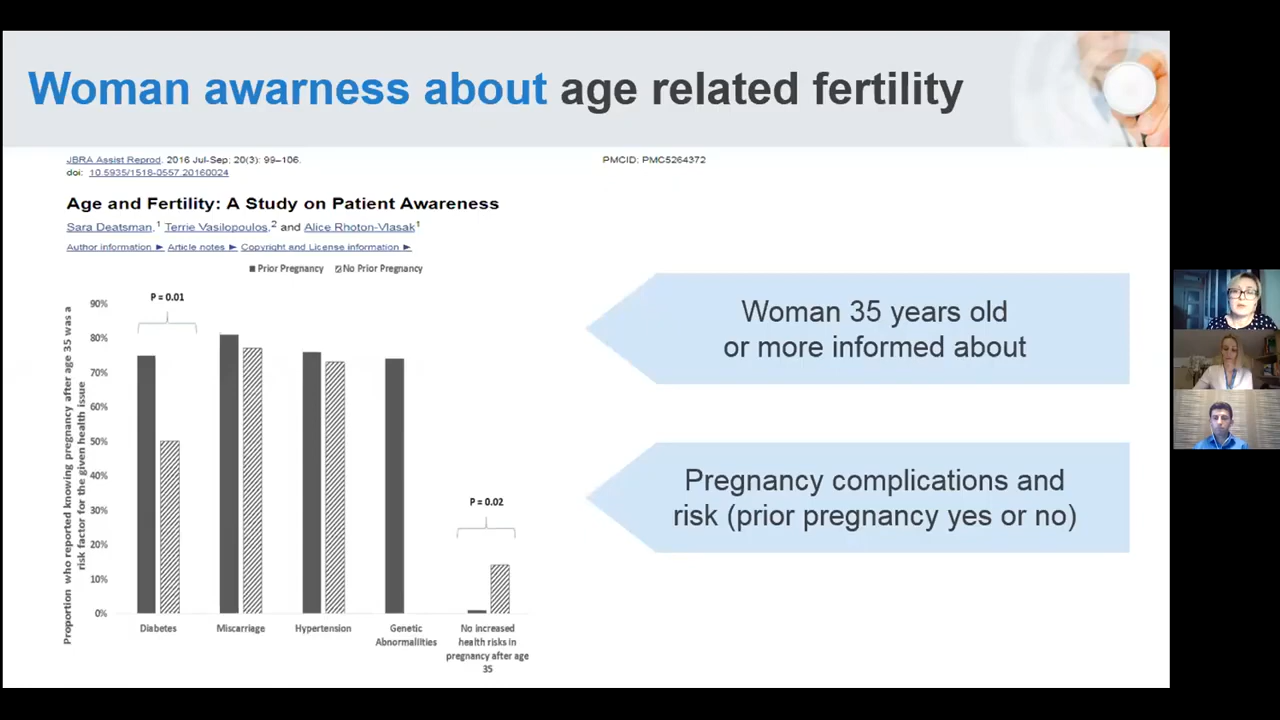 Woman awarness about age related fertility
JBRA Assist Reprod. 2016 Jul-Sep; 20(3): 99–106.
PMCID: PMC5264372
doi: 10.5935/1518-0557.20160024
Age and Fertility: A Study on Patient Awareness
Sara Deatsman,1 Terrie Vasilopoulos,2 and Alice Rhoton-Vlasak1
Author information ► Article notes ► Copyright and License information ►
Prior Pregnancy
No Prior Pregnancy
Proportion who reported knowing pregnancy after age 35 was a
risk factor for the given health issue
90%
80%
70%
60%
50%
40%
30%
20%
10%
0%
P = 0.01
P = 0.02
Diabetes
Miscarriage
Hypertension
Genetic
Abnormalilities
No increased
health risks in
pregnancy after age
35
Woman 35 years old
or more informed about
Pregnancy complications and
risk (prior pregnancy yes or no)